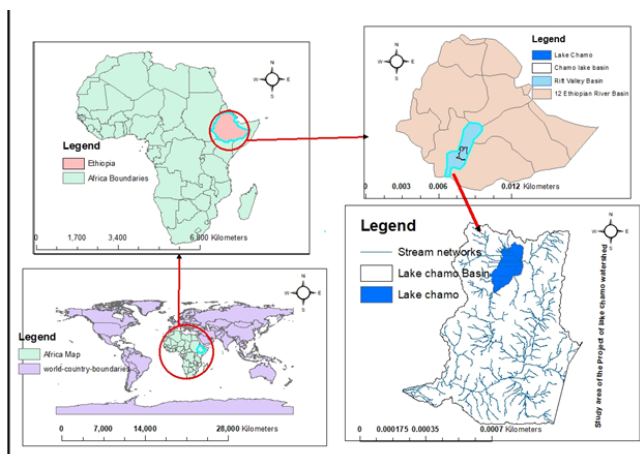 N
W E
S
Legend
Ethiopia
Africa Boundaries
0 1,700 3,400 6,800 Kilometers
N
W E
S
Legend
Lake Chamo
Chamo lake basin
Rift Valley Basin
12 Ethiopian River Basin
0 0.003 0.006 0.012 Kilometers
N
W E
S
Legend
Africa Map
world-country-boundaries
0 7,000 14,000 28,000 Kilometers
Legend
N
W E
S
Stream networks
Lake chamo Basin
Lake chamo
Study area of the Project of lake chamo watershed
0 0.000175 0.00035 0.0007 Kilometers